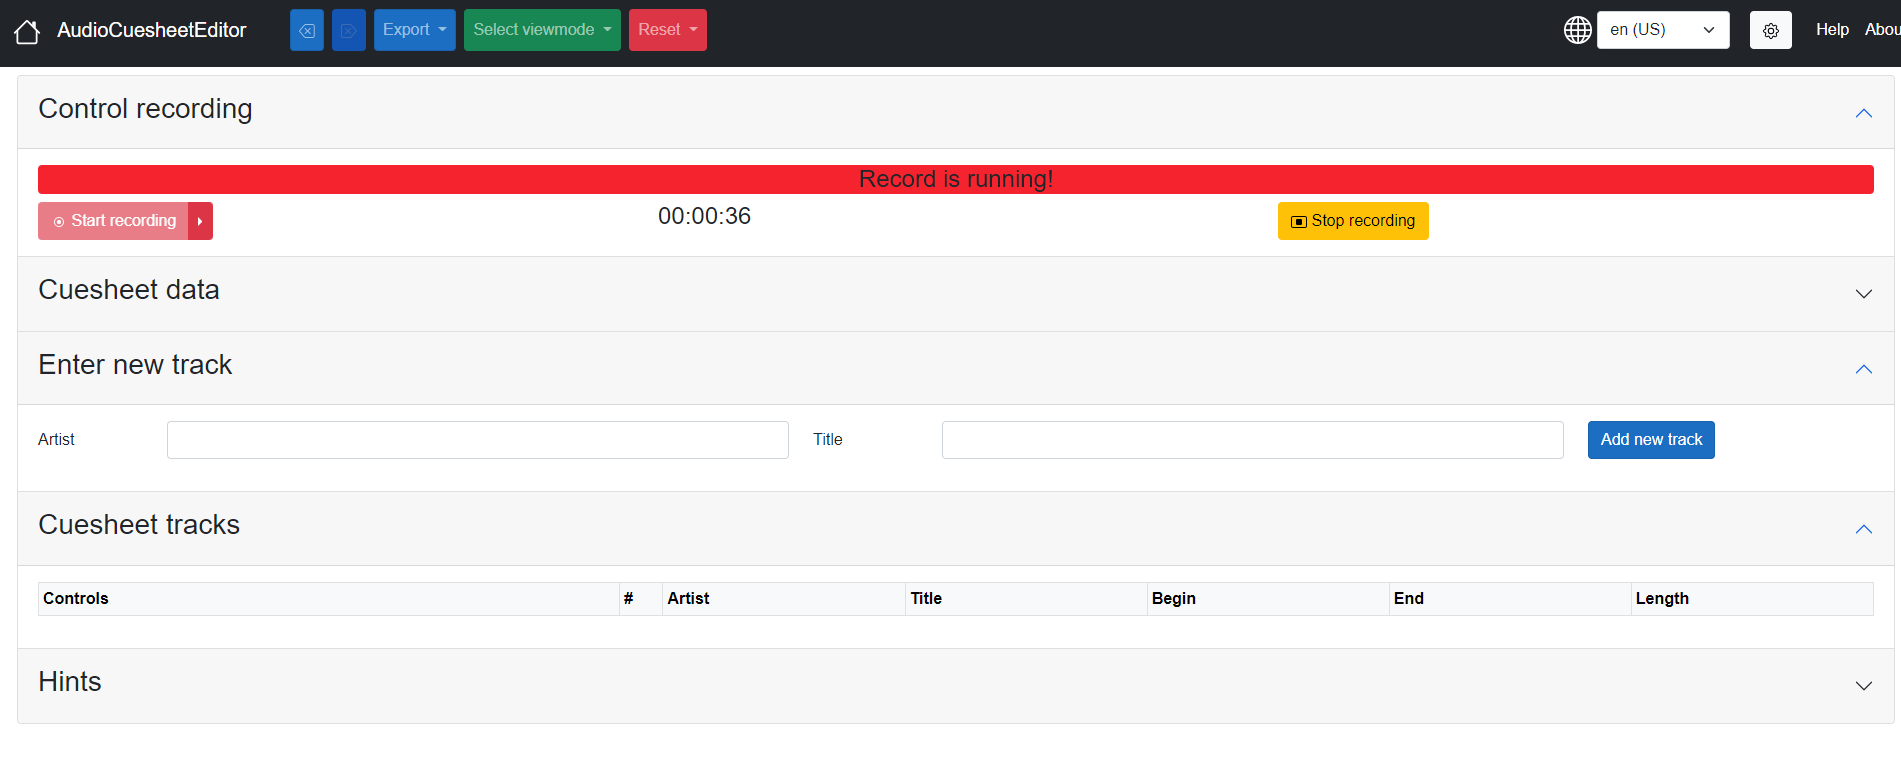 AudioCuesheetEditor Export Select viewmode Reset en (US) Help Abou
Control recording
Record is running!
Start recording 00:00:36 Stop recording
Cuesheet data
Enter new track
Artist Title Add new track
Cuesheet tracks
Controls # Artist Title Begin End Length
Hints